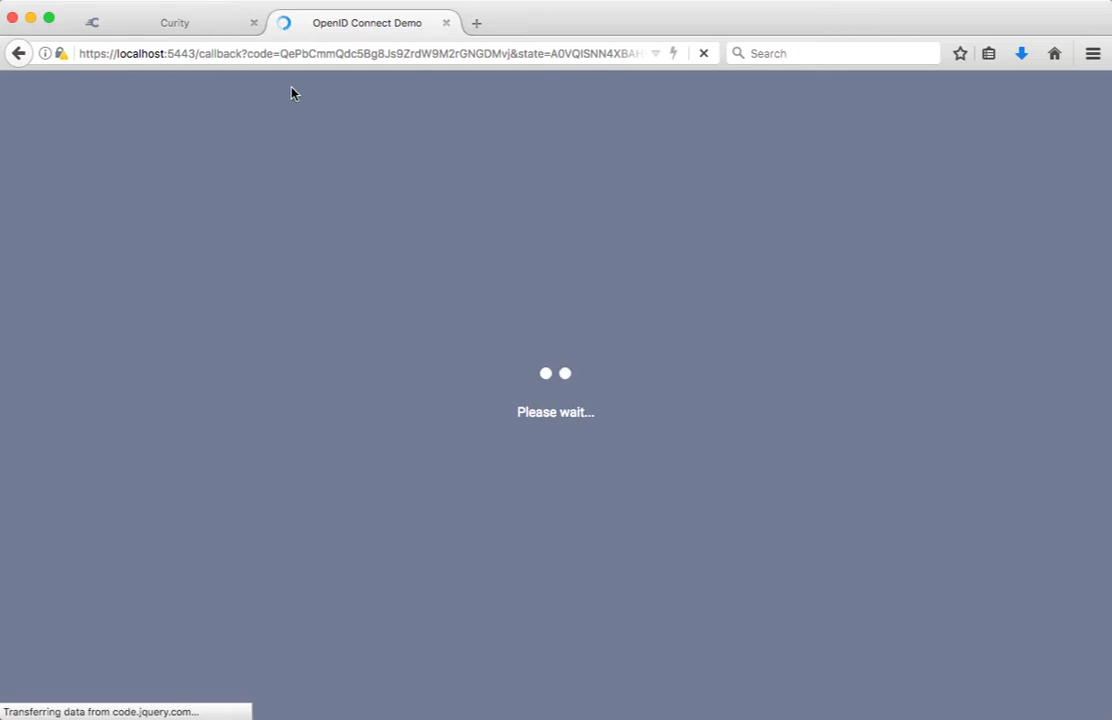 Curity
OpenID Connect Demo
https://localhost:5443/callback?code=QePbCmmQdc5Bg8Js9ZrdW9M2rGNGDMvj&state=A0VQISNN4XBAH
Search
Please wait...
Transferring data from code.jquery.com...